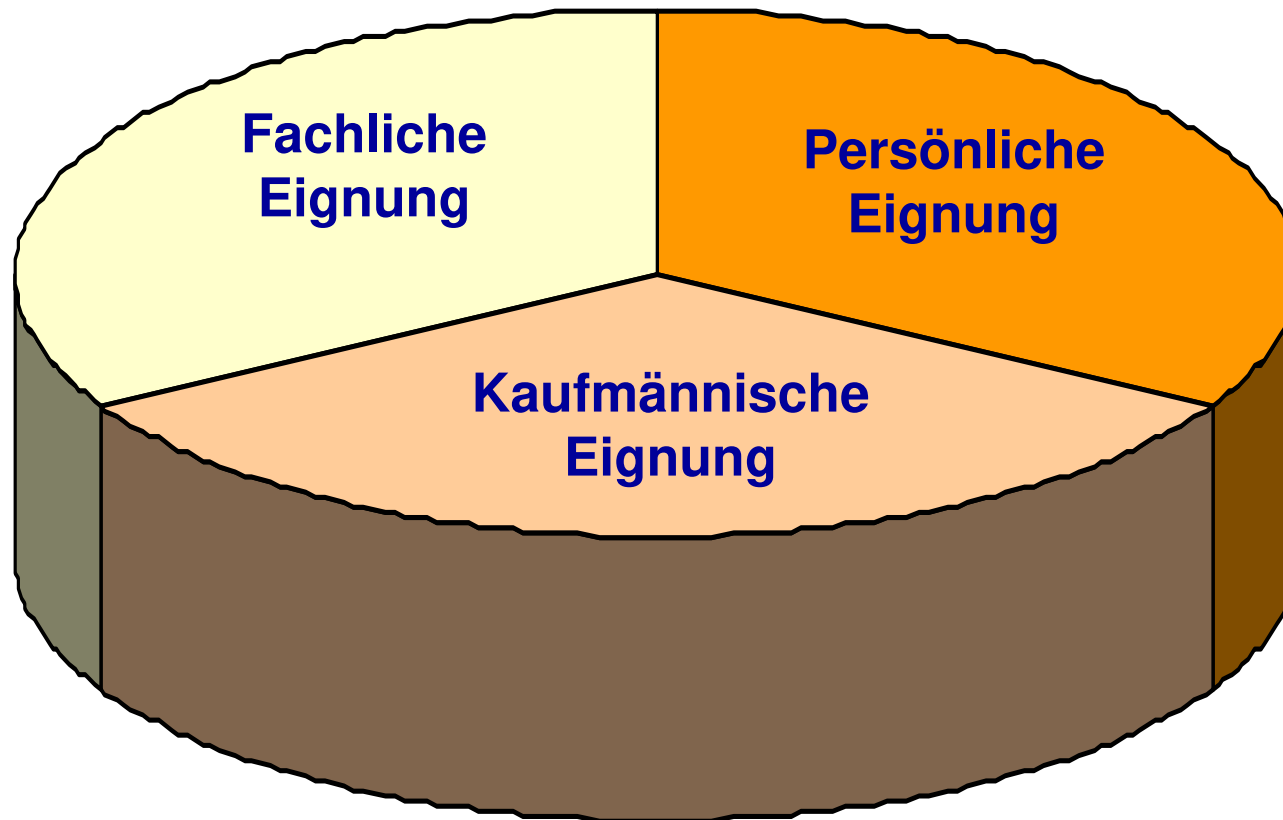 Fachliche
Eignung
Persönliche
Eignung
Kaufmännische
Eignung